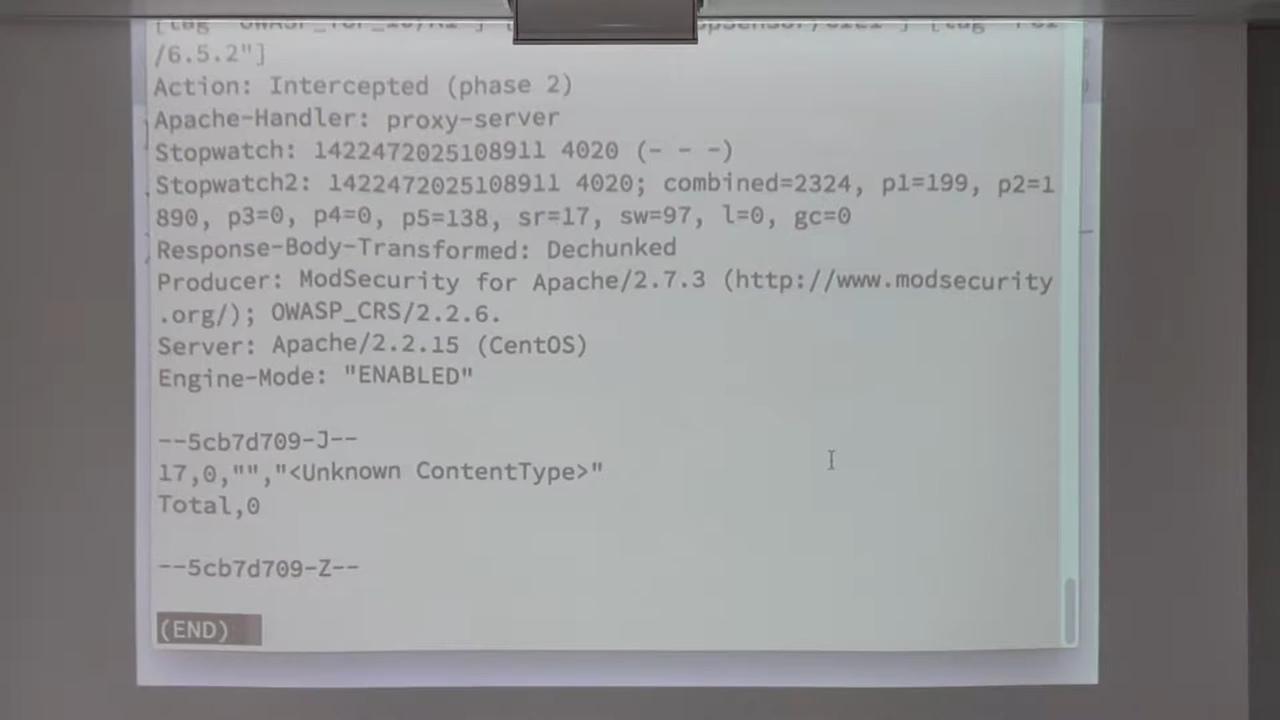 /6.5.2"]
Action: Intercepted (phase 2)
Apache-Handler: proxy-server
Stopwatch: 1422472025108911 4020 (- - -)
Stopwatch2: 1422472025108911 4020; combined=2324, p1=199, p2=1
890, p3=0, p4=0, p5=138, sr=17, sw=97, l=0, gc=0
Response-Body-Transformed: Dechunked
Producer: ModSecurity for Apache/2.7.3 (http://www.modsecurity
.org/); OWASP_CRS/2.2.6.
Server: Apache/2.2.15 (CentOS)
Engine-Mode: "ENABLED"
--5cb7d709-J--
17,0,"","<Unknown ContentType>"
Total,0
--5cb7d709-Z--
(END)